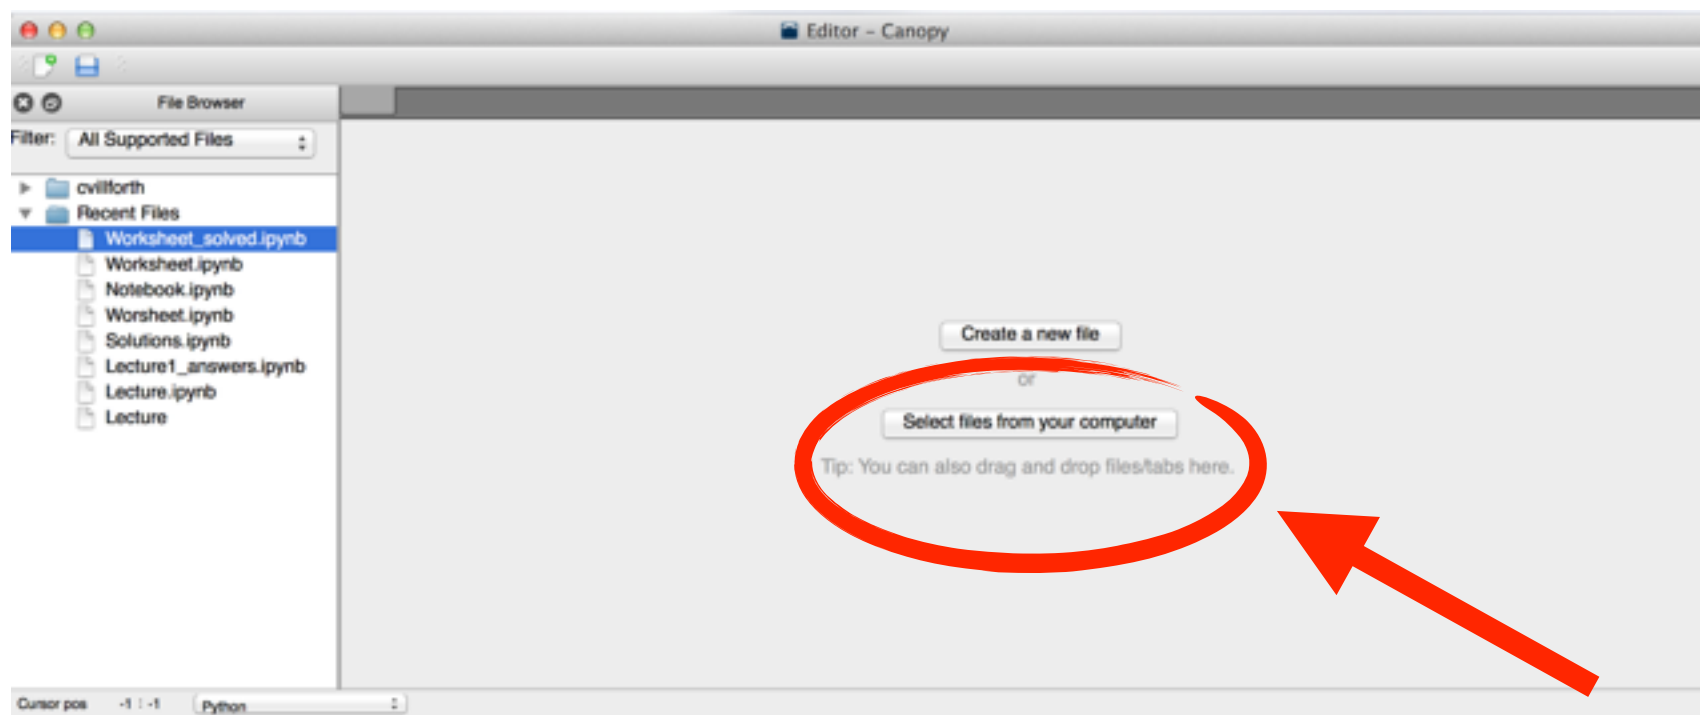 Editor – Canopy
File Browser
Filter: All Supported Files
cvillforth
Recent Files
Worksheet_solved.ipynb
Worksheet.ipynb
Notebook.ipynb
Worsheet.ipynb
Solutions.ipynb
Lecture1_answers.ipynb
Lecture.ipynb
Lecture
Create a new file
or
Select files from your computer
Tip: You can also drag and drop files/tabs here.
Cursor pos -1 : -1 Python